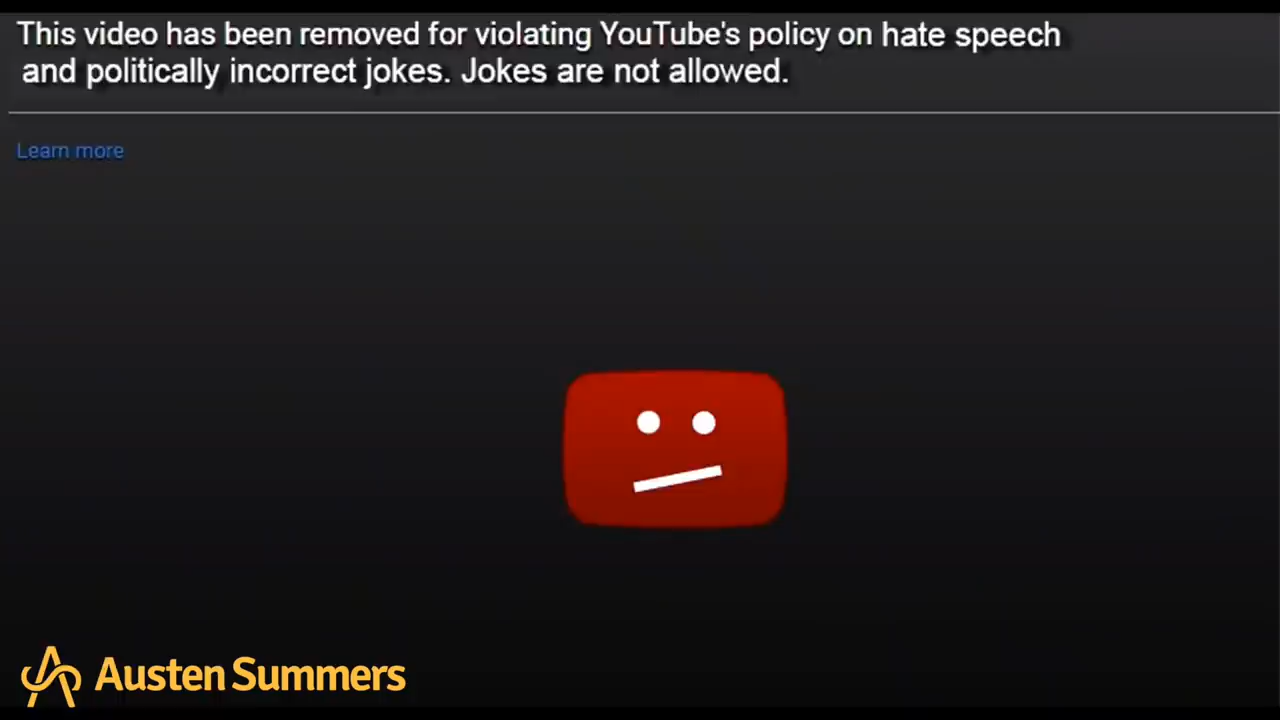 This video has been removed for violating YouTube's policy on hate speech
and politically incorrect jokes. Jokes are not allowed.
Learn more
Austen Summers